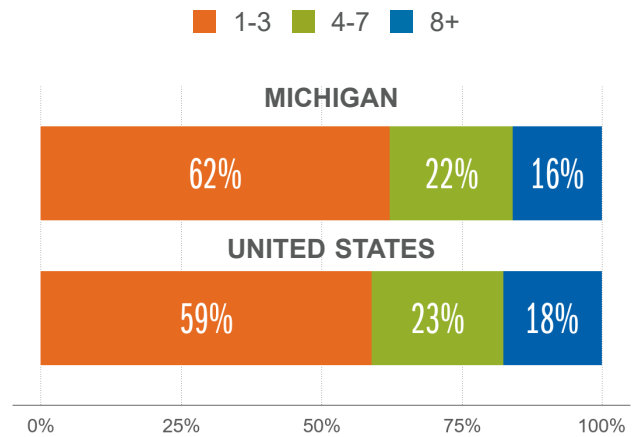 1-3 4-7 8+
MICHIGAN
62% 22% 16%
UNITED STATES
59% 23% 18%
0% 25% 50% 75% 100%